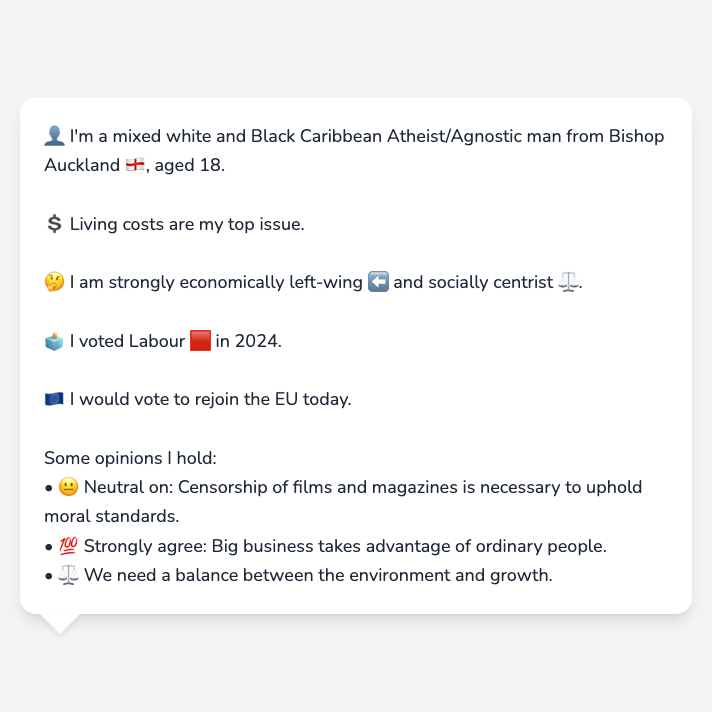 👤 I'm a mixed white and Black Caribbean Atheist/Agnostic man from Bishop
Auckland 🏴󠁧󠁢󠁥󠁮󠁧󠁿, aged 18.
💲 Living costs are my top issue.
🤔 I am strongly economically left-wing ⬅️ and socially centrist ⚖️.
🗳️ I voted Labour 🟥 in 2024.
🇪🇺 I would vote to rejoin the EU today.
Some opinions I hold:
• 😐 Neutral on: Censorship of films and magazines is necessary to uphold
moral standards.
• 💯 Strongly agree: Big business takes advantage of ordinary people.
• ⚖️ We need a balance between the environment and growth.